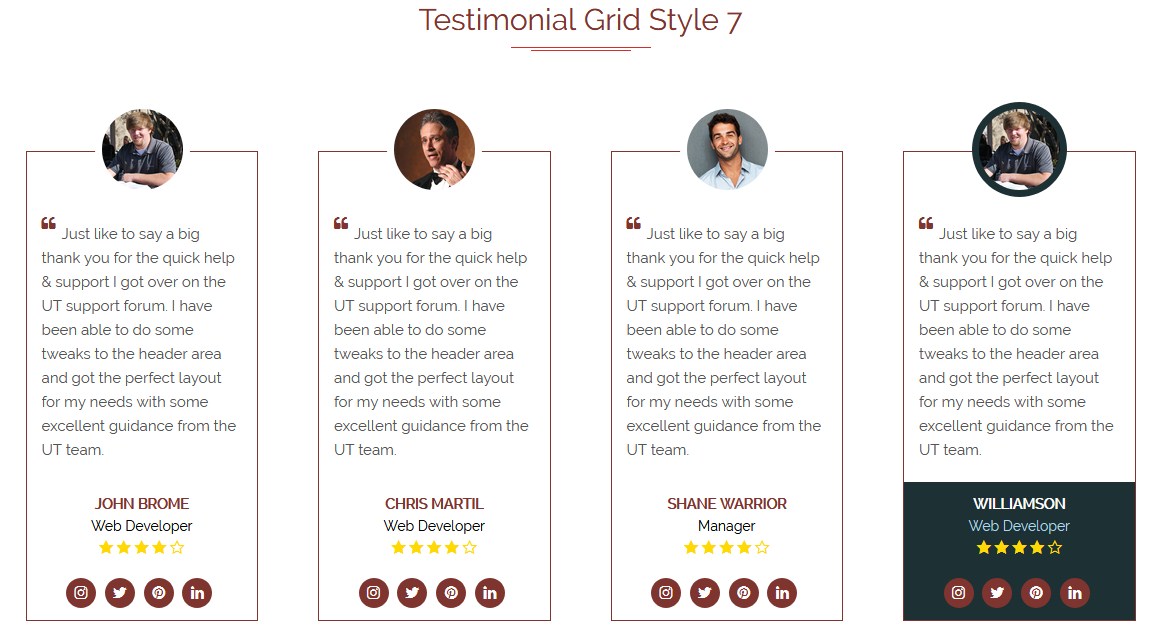 Testimonial Grid Style 7
Just like to say a big
thank you for the quick help
& support I got over on the
UT support forum. I have
been able to do some
tweaks to the header area
and got the perfect layout
for my needs with some
excellent guidance from the
UT team.
JOHN BROME
Web Developer
Just like to say a big
thank you for the quick help
& support I got over on the
UT support forum. I have
been able to do some
tweaks to the header area
and got the perfect layout
for my needs with some
excellent guidance from the
UT team.
CHRIS MARTIL
Web Developer
Just like to say a big
thank you for the quick help
& support I got over on the
UT support forum. I have
been able to do some
tweaks to the header area
and got the perfect layout
for my needs with some
excellent guidance from the
UT team.
SHANE WARRIOR
Manager
Just like to say a big
thank you for the quick help
& support I got over on the
UT support forum. I have
been able to do some
tweaks to the header area
and got the perfect layout
for my needs with some
excellent guidance from the
UT team.
WILLIAMSON
Web Developer